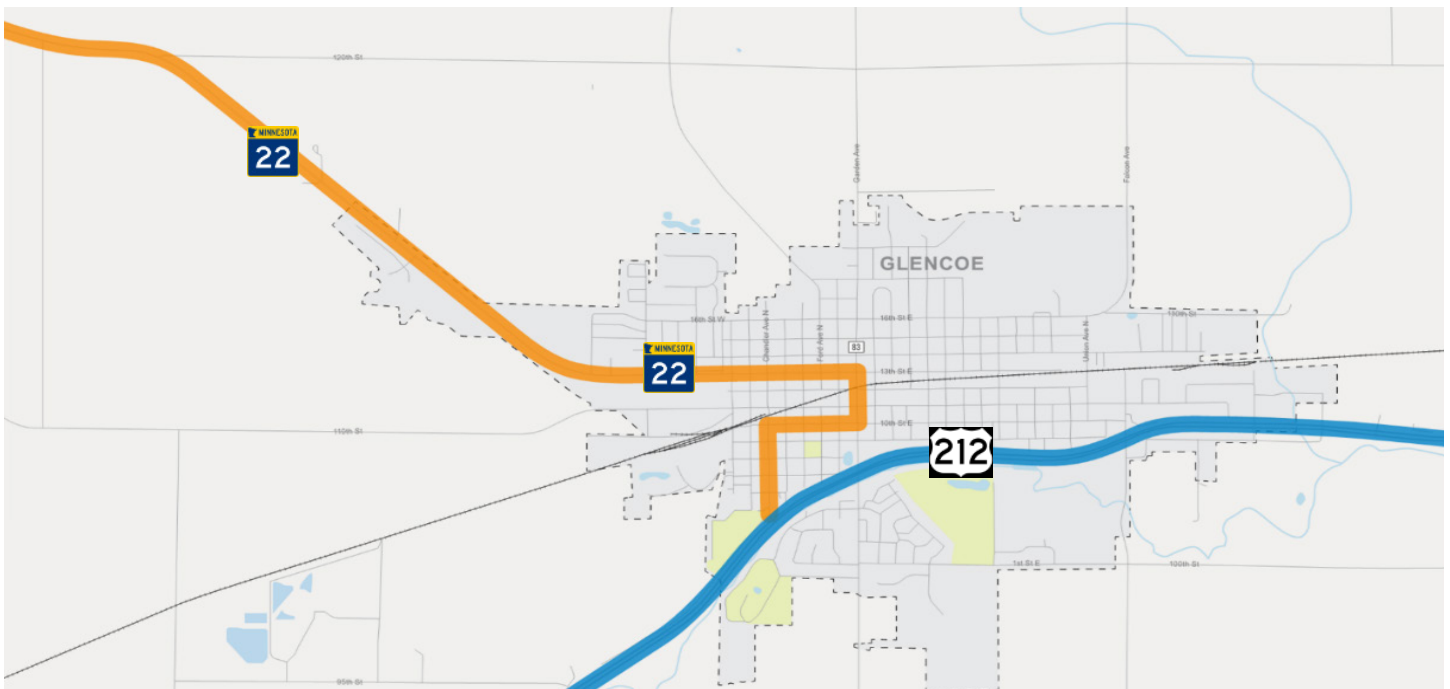 120th St
MINNESOTA
22
Garden Ave
Falcon Ave
GLENCOE
16th St W
Chandler Ave N
Ford Ave N
16th St E
Union Ave N
83
MINNESOTA
22
13th St E
110th St
10th St E
212
1st St E
100th St
95th St